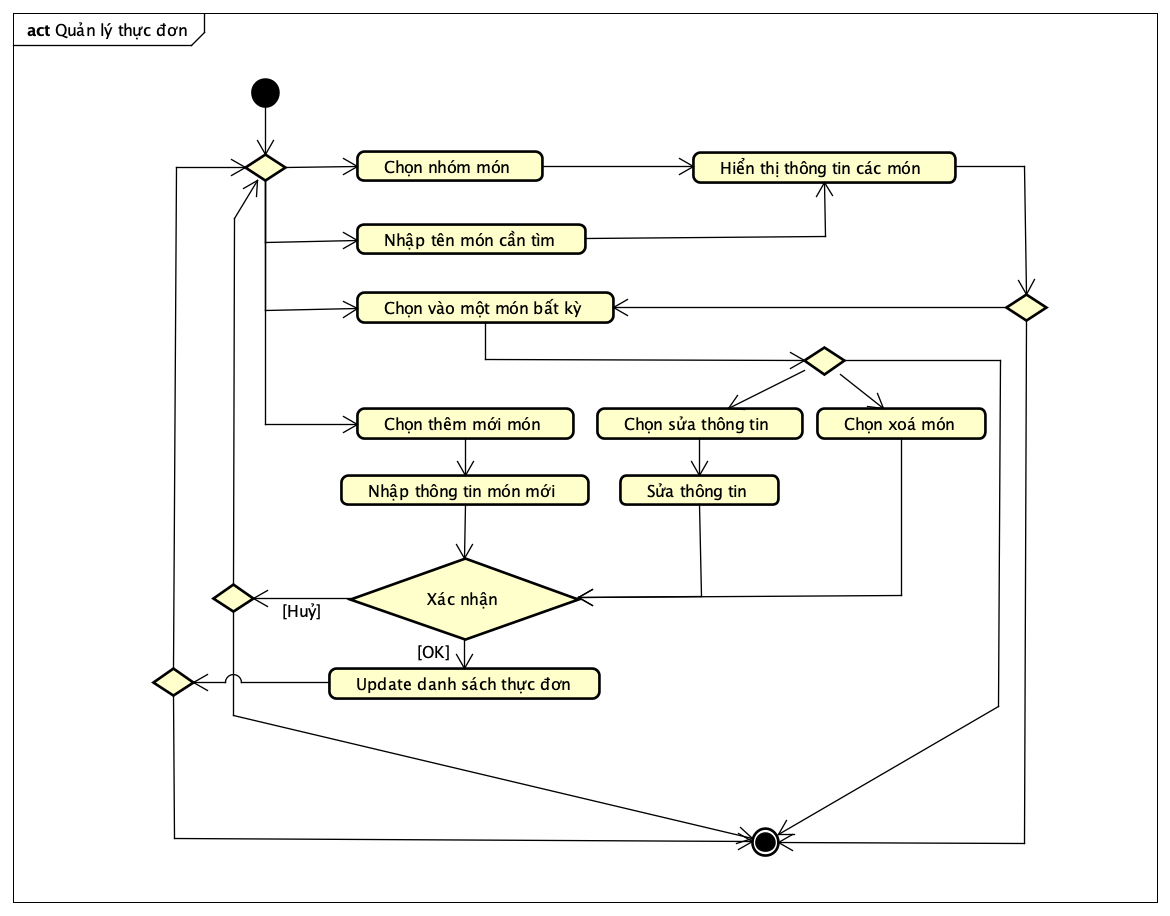 act Quản lý thực đơn
Chọn nhóm món
Hiển thị thông tin các món
Nhập tên món cần tìm
Chọn vào một món bất kỳ
Chọn thêm mới món
Chọn sửa thông tin
Chọn xoá món
Nhập thông tin món mới
Sửa thông tin
Xác nhận
[Huỷ]
[OK]
Update danh sách thực đơn